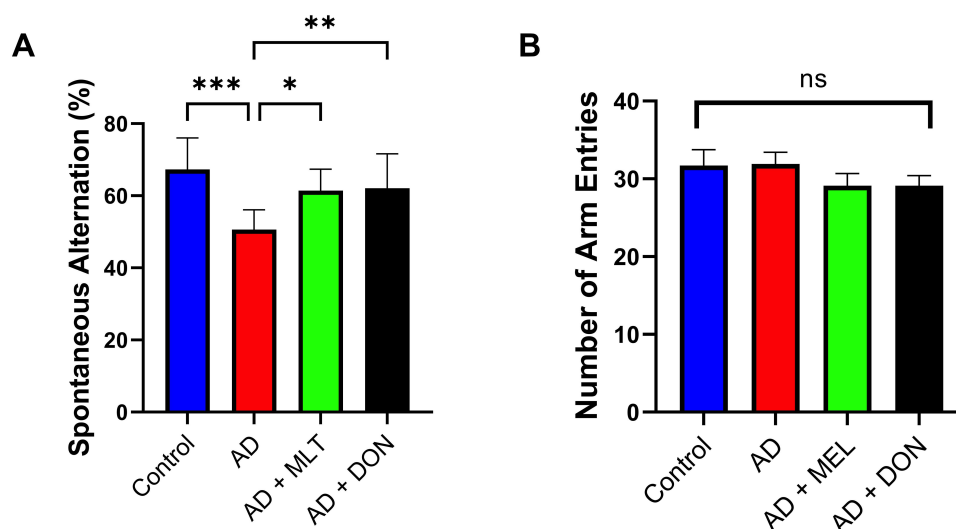 A
Spontaneous Alternation (%)
**
***
*
80
60
40
20
0
Control
AD
AD + MLT
AD + DON
B
Number of Arm Entries
ns
40
30
20
10
0
Control
AD
AD + MEL
AD + DON